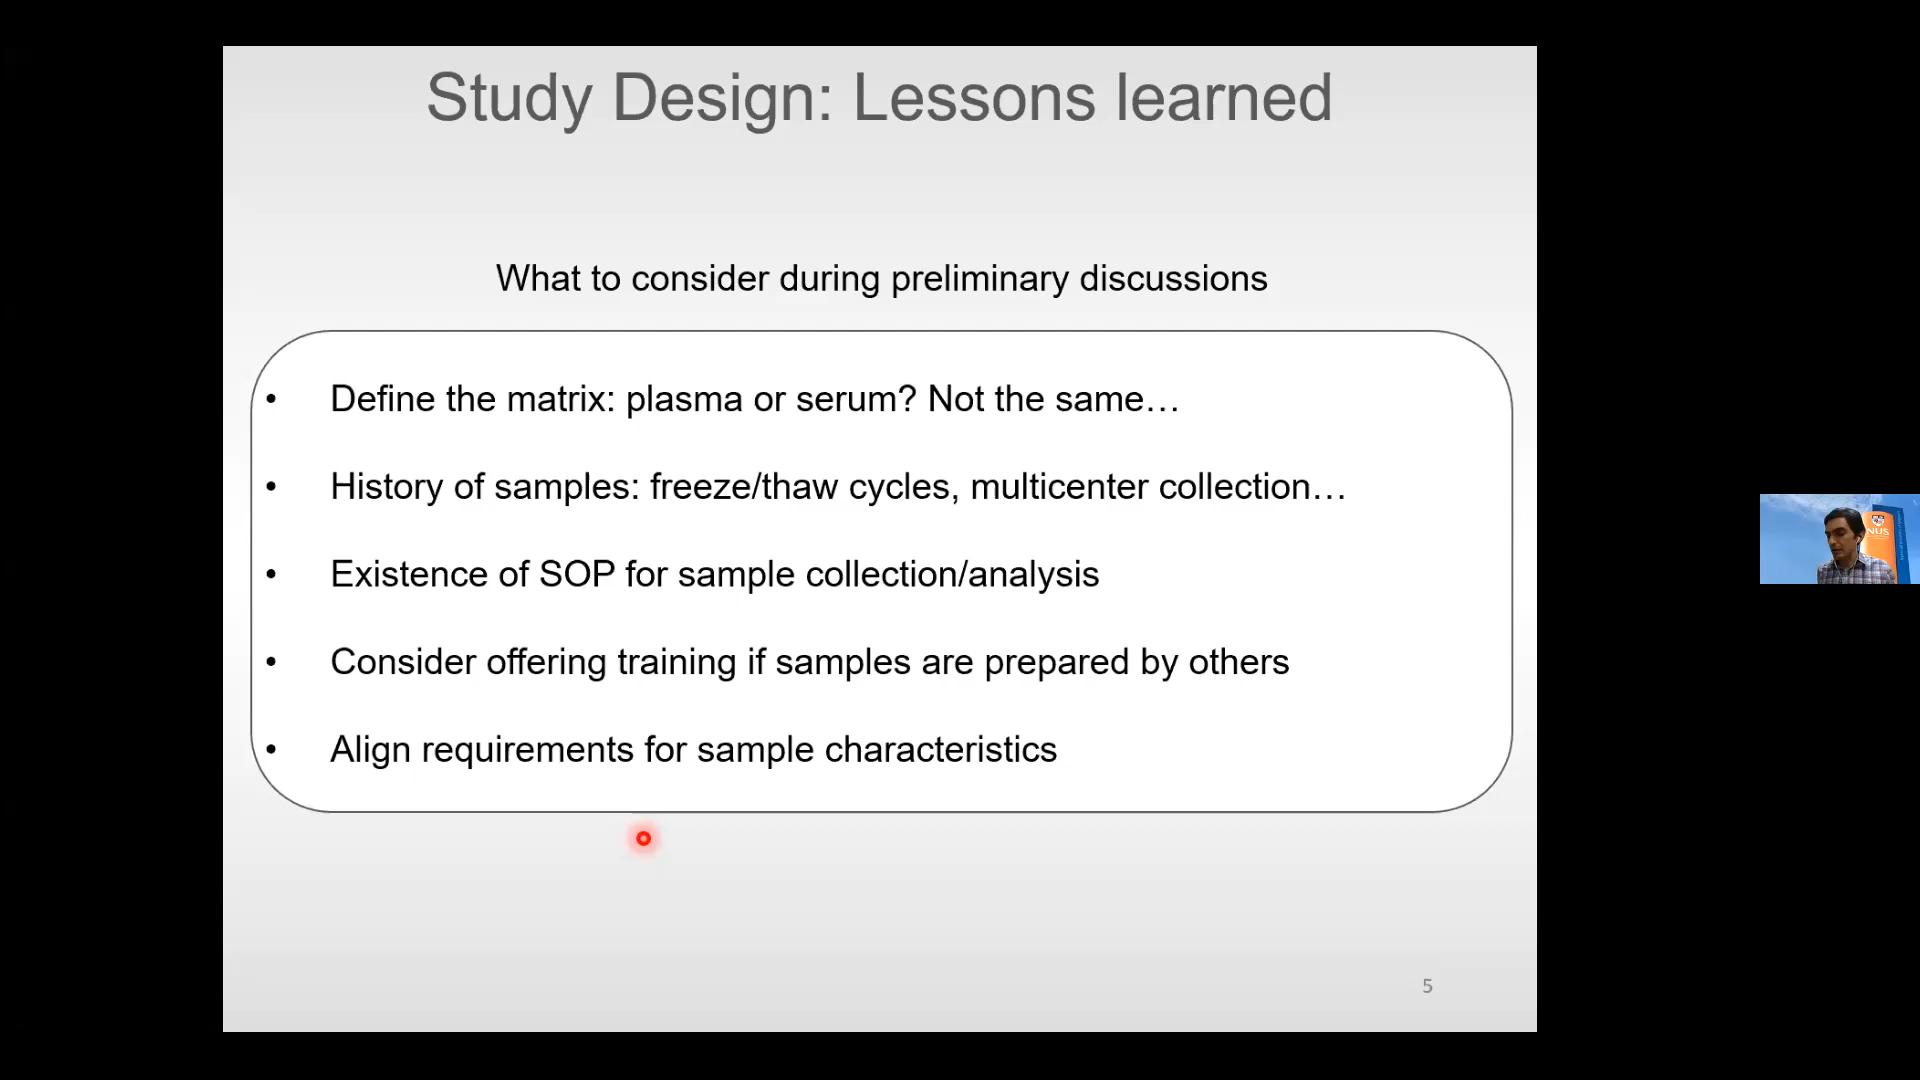 Study Design: Lessons learned
What to consider during preliminary discussions
• Define the matrix: plasma or serum? Not the same…
• History of samples: freeze/thaw cycles, multicenter collection…
• Existence of SOP for sample collection/analysis
• Consider offering training if samples are prepared by others
• Align requirements for sample characteristics
NUS
5